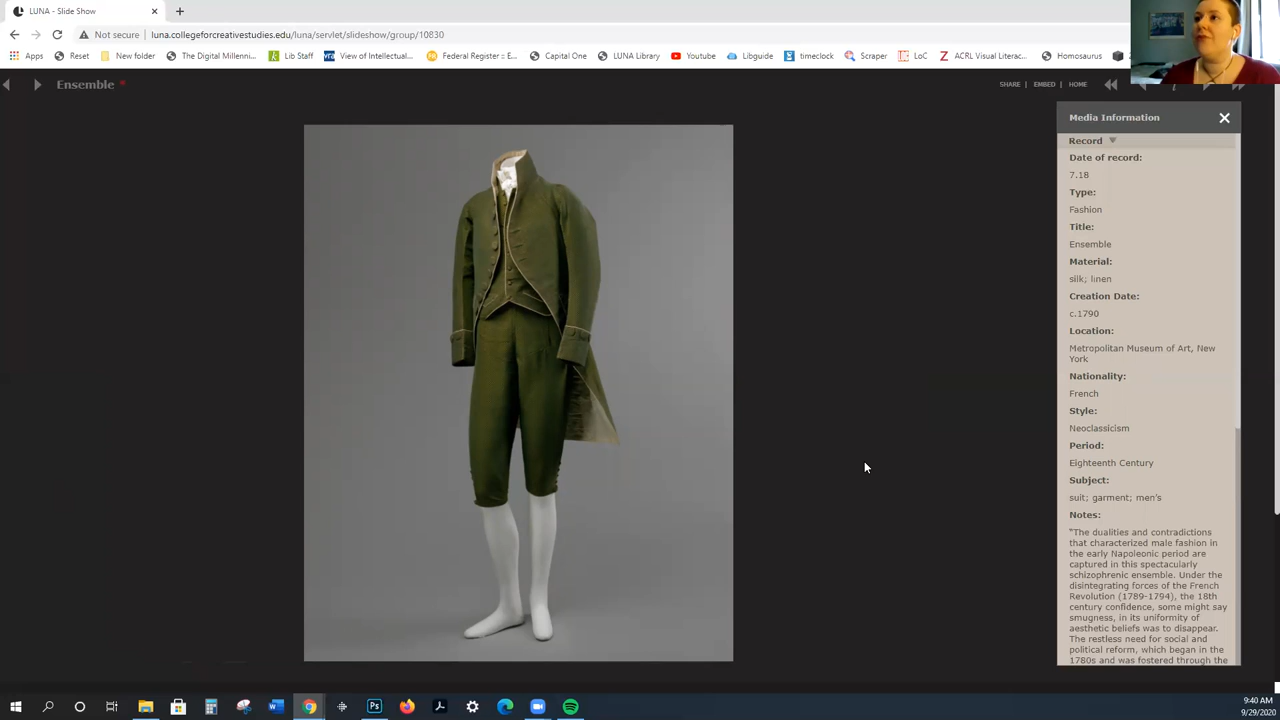 LUNA - Slide Show
Not secure luna.collegeforcreativestudies.edu/luna/servlet/slideshow/group/10830
Apps Reset New folder The Digital Millenni... Lib Staff View of Intellectual... Federal Register :: E... Capital One LUNA Library Youtube Libguide timeclock Scraper LoC ACRL Visual Literac... Homosaurus
Ensemble *
SHARE | EMBED | HOME
Media Information
Record
Date of record:
7.18
Type:
Fashion
Title:
Ensemble
Material:
silk; linen
Creation Date:
c.1790
Location:
Metropolitan Museum of Art, New
York
Nationality:
French
Style:
Neoclassicism
Period:
Eighteenth Century
Subject:
suit; garment; men's
Notes:
"The dualities and contradictions
that characterized male fashion in
the early Napoleonic period are
captured in this spectacularly
schizophrenic ensemble. Under the
disintegrating forces of the French
Revolution (1789-1794), the 18th
century confidence, some might say
smugness, in its uniformity of
aesthetic beliefs was to disappear.
The restless need for social and
political reform, which began in the
1780s and was fostered through the
9:40 AM
9/29/2020